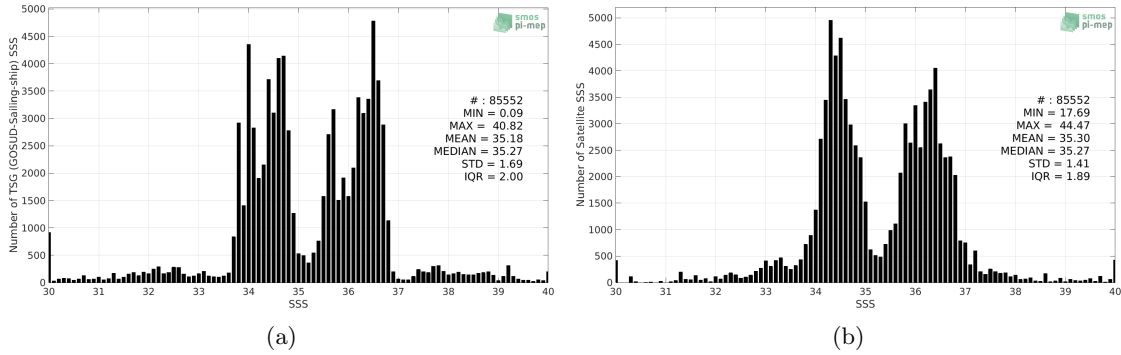 5000
4500
4000
3500
3000
2500
2000
1500
1000
500
0
Number of TSG (GOSUD-Sailing-ship) SSS
smos
pi-mep
# : 85552
MIN = 0.09
MAX = 40.82
MEAN = 35.18
MEDIAN = 35.27
STD = 1.69
IQR = 2.00
30 31 32 33 34 35 36 37 38 39 40
SSS
(a)
5000
4500
4000
3500
3000
2500
2000
1500
1000
500
0
Number of Satellite SSS
smos
pi-mep
# : 85552
MIN = 17.69
MAX = 44.47
MEAN = 35.30
MEDIAN = 35.27
STD = 1.41
IQR = 1.89
30 31 32 33 34 35 36 37 38 39 40
SSS
(b)